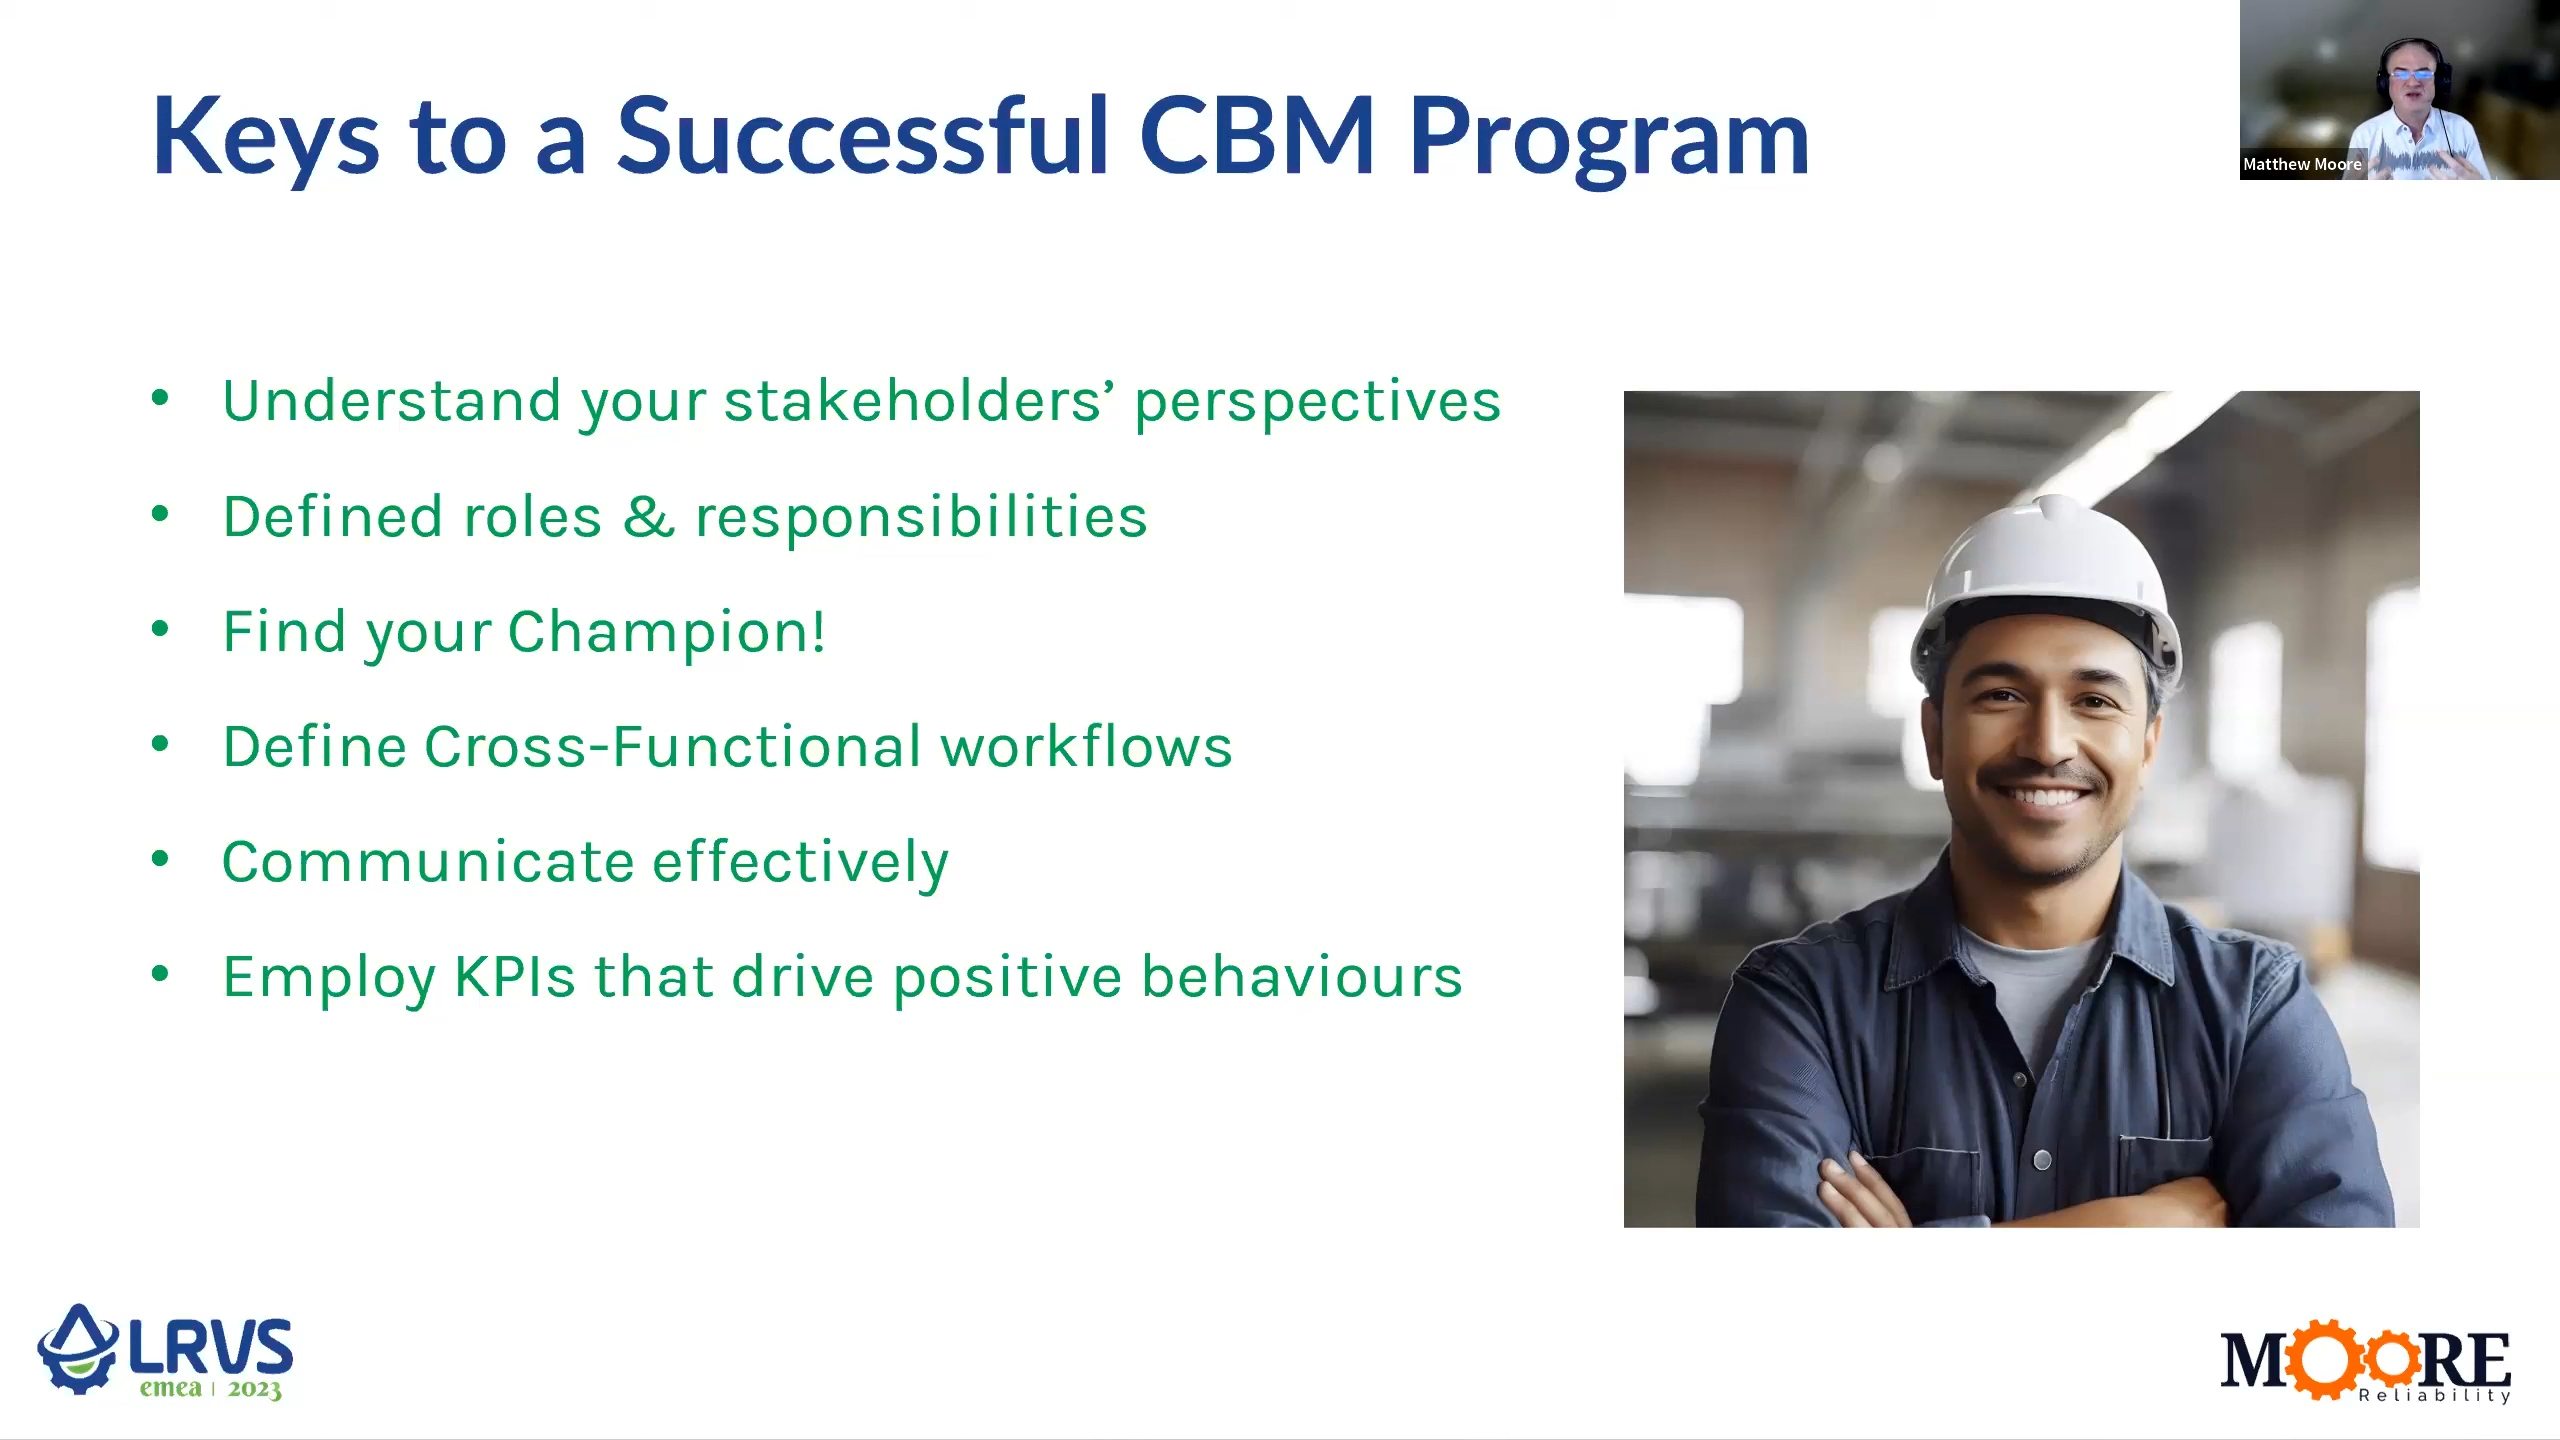 Keys to a Successful CBM Program
Matthew Moore
• Understand your stakeholders’ perspectives
• Defined roles & responsibilities
• Find your Champion!
• Define Cross-Functional workflows
• Communicate effectively
• Employ KPIs that drive positive behaviours
LRVS
emea | 2023
MOORE
Reliability